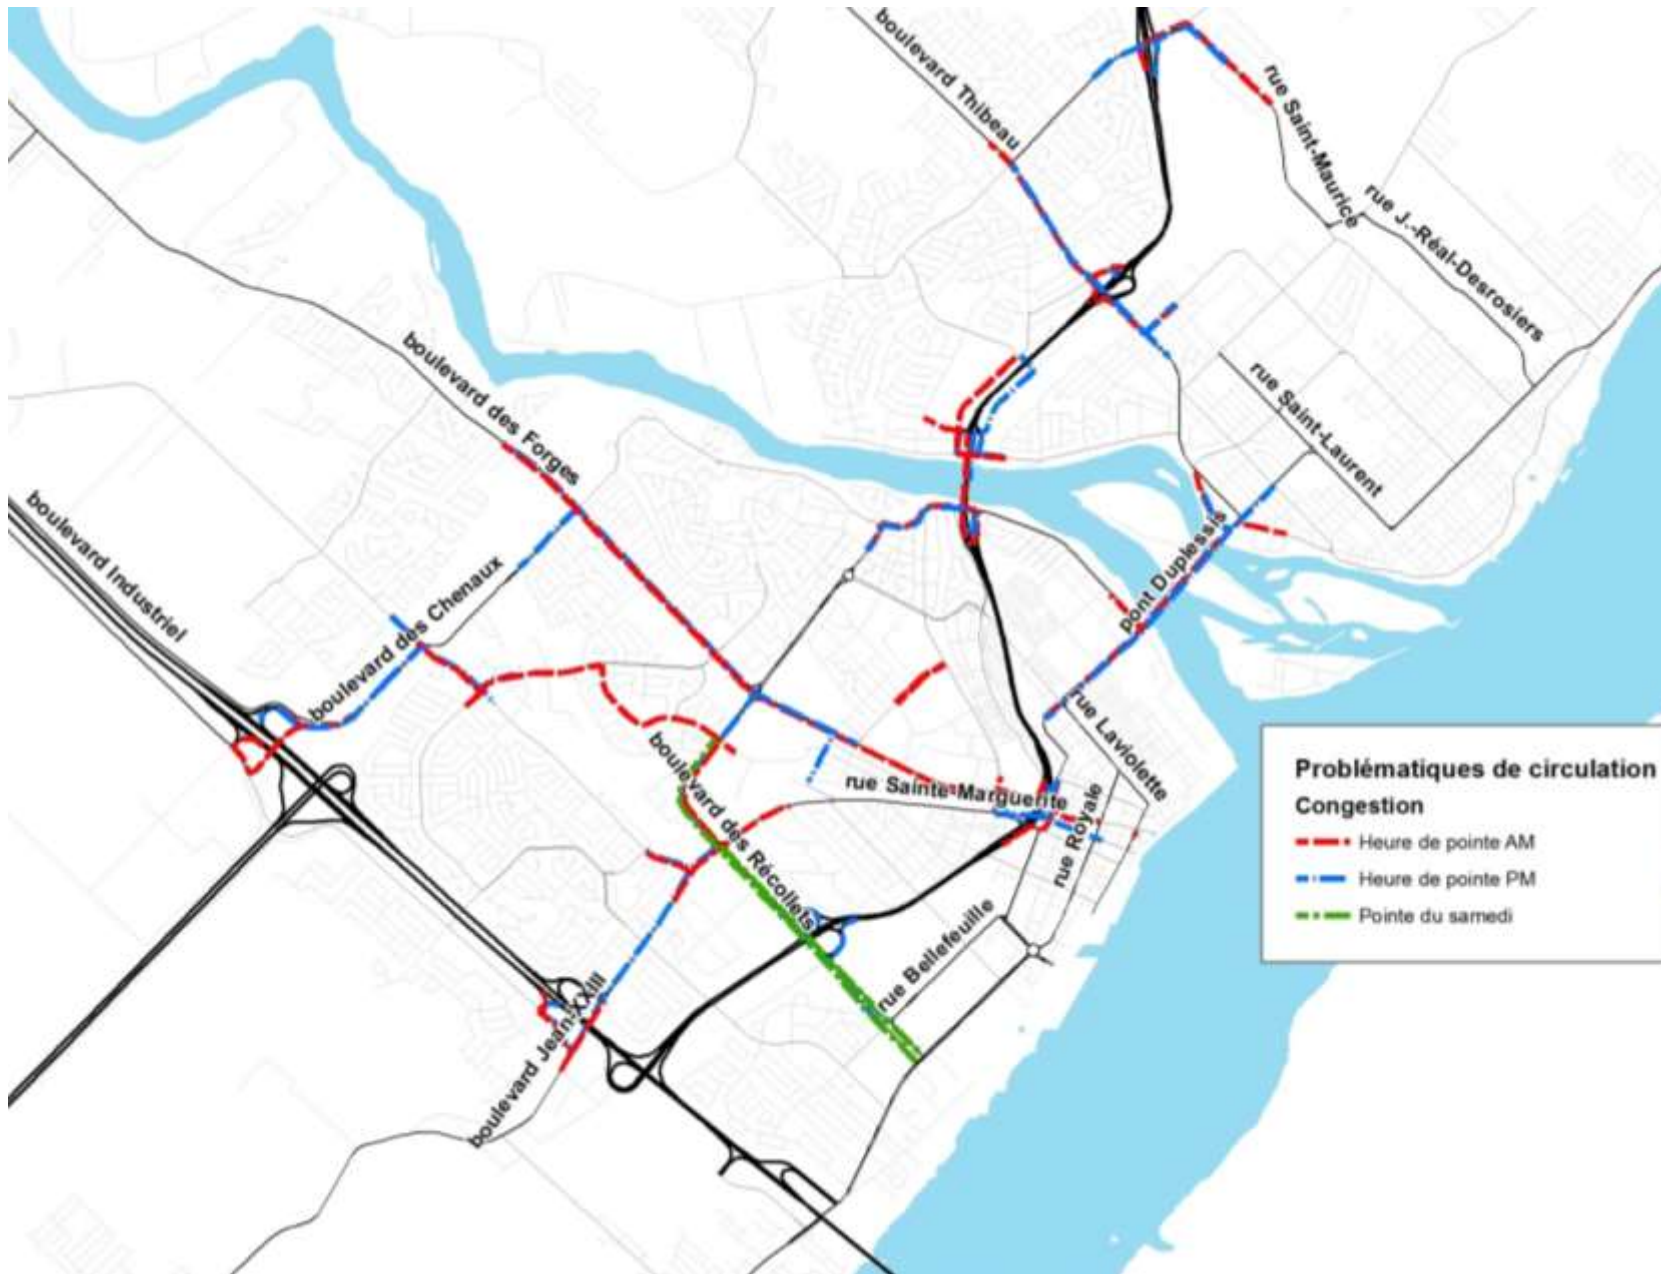 boulevard Thibeau
rue Saint-Maurice
rue J.-Réal-Desrosiers
boulevard des Forges
rue Saint-Laurent
boulevard Industriel
boulevard des Chenaux
pont Duplessis
rue Laviolette
boulevard des Récollets
rue Sainte-Marguerite
rue Royale
rue Bellefeuille
boulevard Jean-XXIII
Problématiques de circulation
Congestion
Heure de pointe AM
Heure de pointe PM
Pointe du samedi